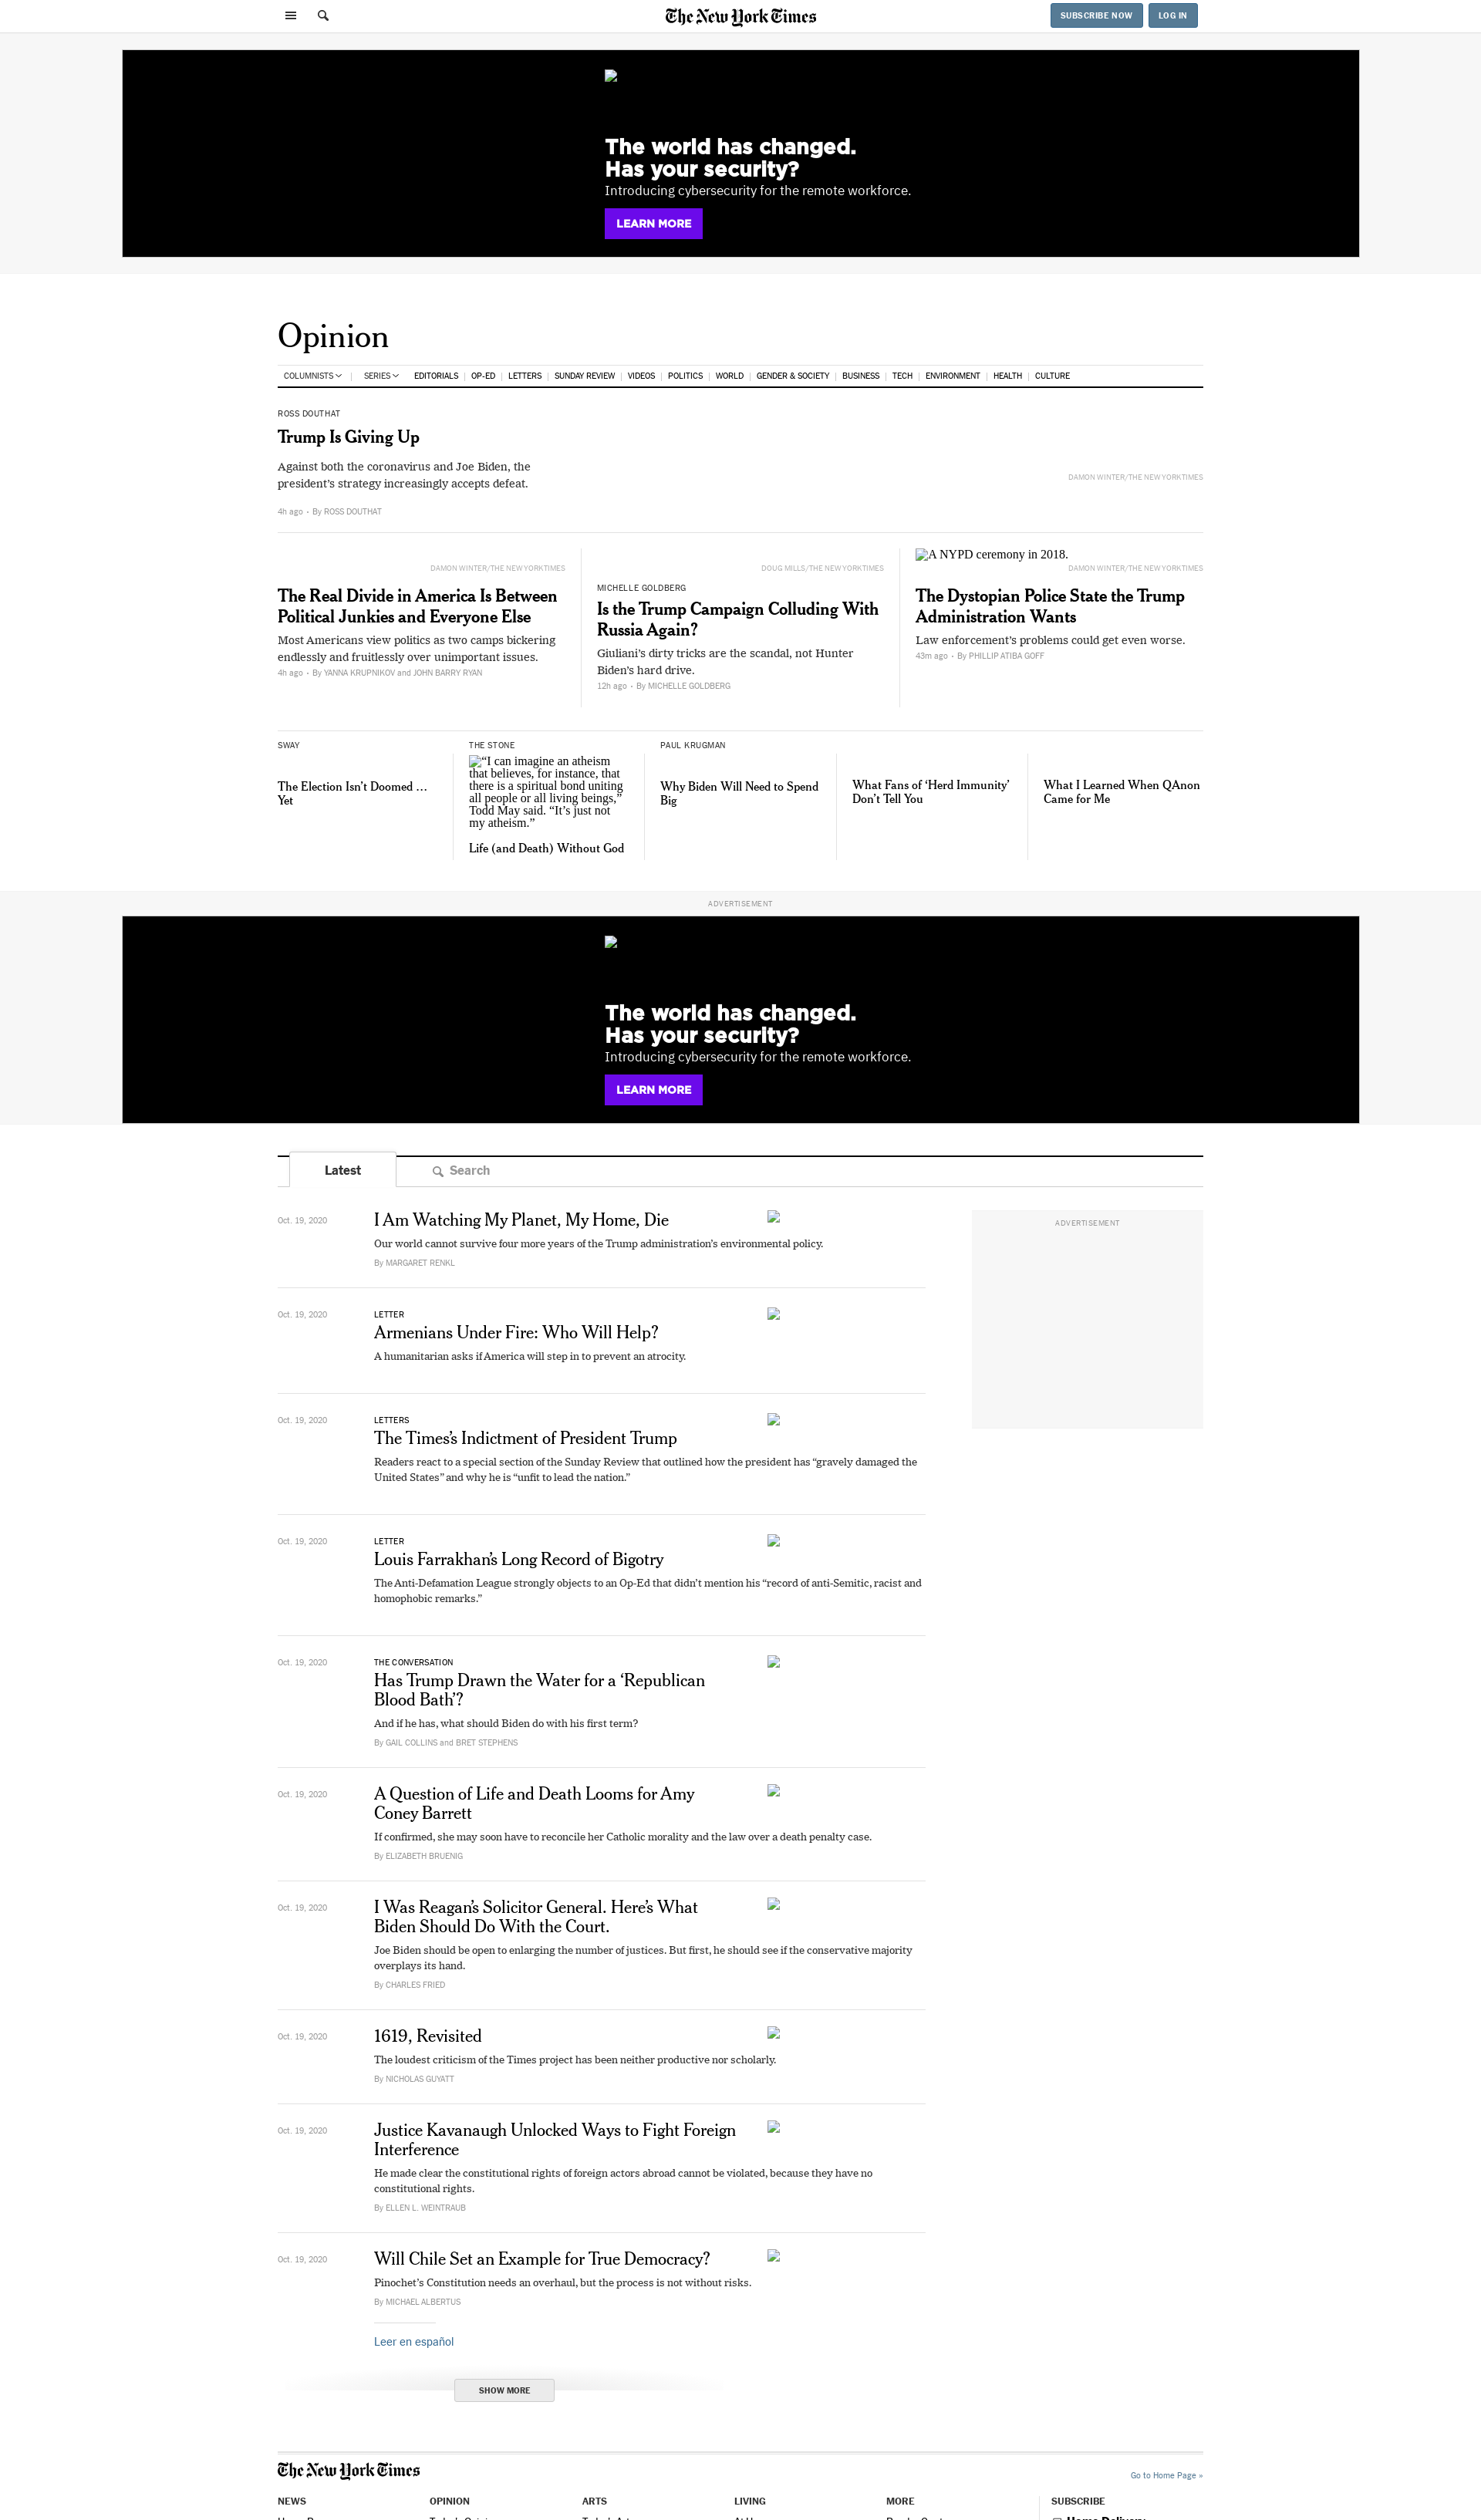 The New York Times
SUBSCRIBE NOW
LOG IN
The world has changed.
Has your security?
Introducing cybersecurity for the remote workforce.
LEARN MORE
Opinion
COLUMNISTS
SERIES
EDITORIALS
OP-ED
LETTERS
SUNDAY REVIEW
VIDEOS
POLITICS
WORLD
GENDER & SOCIETY
BUSINESS
TECH
ENVIRONMENT
HEALTH
CULTURE
ROSS DOUTHAT
Trump Is Giving Up
Against both the coronavirus and Joe Biden, the
president’s strategy increasingly accepts defeat.
4h ago • By ROSS DOUTHAT
DAMON WINTER/THE NEW YORK TIMES
DAMON WINTER/THE NEW YORK TIMES
The Real Divide in America Is Between
Political Junkies and Everyone Else
Most Americans view politics as two camps bickering
endlessly and fruitlessly over unimportant issues.
4h ago • By YANNA KRUPNIKOV and JOHN BARRY RYAN
DOUG MILLS/THE NEW YORK TIMES
MICHELLE GOLDBERG
Is the Trump Campaign Colluding With
Russia Again?
Giuliani’s dirty tricks are the scandal, not Hunter
Biden’s hard drive.
12h ago • By MICHELLE GOLDBERG
A NYPD ceremony in 2018.
DAMON WINTER/THE NEW YORK TIMES
The Dystopian Police State the Trump
Administration Wants
Law enforcement’s problems could get even worse.
43m ago • By PHILLIP ATIBA GOFF
SWAY
The Election Isn’t Doomed …
Yet
THE STONE
“I can imagine an atheism
that believes, for instance, that
there is a spiritual bond uniting
all people or all living beings,”
Todd May said. “It’s just not
my atheism.”
Life (and Death) Without God
PAUL KRUGMAN
Why Biden Will Need to Spend
Big
What Fans of ‘Herd Immunity’
Don’t Tell You
What I Learned When QAnon
Came for Me
ADVERTISEMENT
The world has changed.
Has your security?
Introducing cybersecurity for the remote workforce.
LEARN MORE
Latest
Search
ADVERTISEMENT
Oct. 19, 2020
I Am Watching My Planet, My Home, Die
Our world cannot survive four more years of the Trump administration’s environmental policy.
By MARGARET RENKL
Oct. 19, 2020
LETTER
Armenians Under Fire: Who Will Help?
A humanitarian asks if America will step in to prevent an atrocity.
Oct. 19, 2020
LETTERS
The Times’s Indictment of President Trump
Readers react to a special section of the Sunday Review that outlined how the president has “gravely damaged the
United States” and why he is “unfit to lead the nation.”
Oct. 19, 2020
LETTER
Louis Farrakhan’s Long Record of Bigotry
The Anti-Defamation League strongly objects to an Op-Ed that didn’t mention his “record of anti-Semitic, racist and
homophobic remarks.”
Oct. 19, 2020
THE CONVERSATION
Has Trump Drawn the Water for a ‘Republican
Blood Bath’?
And if he has, what should Biden do with his first term?
By GAIL COLLINS and BRET STEPHENS
Oct. 19, 2020
A Question of Life and Death Looms for Amy
Coney Barrett
If confirmed, she may soon have to reconcile her Catholic morality and the law over a death penalty case.
By ELIZABETH BRUENIG
Oct. 19, 2020
I Was Reagan’s Solicitor General. Here’s What
Biden Should Do With the Court.
Joe Biden should be open to enlarging the number of justices. But first, he should see if the conservative majority
overplays its hand.
By CHARLES FRIED
Oct. 19, 2020
1619, Revisited
The loudest criticism of the Times project has been neither productive nor scholarly.
By NICHOLAS GUYATT
Oct. 19, 2020
Justice Kavanaugh Unlocked Ways to Fight Foreign
Interference
He made clear the constitutional rights of foreign actors abroad cannot be violated, because they have no
constitutional rights.
By ELLEN L. WEINTRAUB
Oct. 19, 2020
Will Chile Set an Example for True Democracy?
Pinochet’s Constitution needs an overhaul, but the process is not without risks.
By MICHAEL ALBERTUS
Leer en español
SHOW MORE
The New York Times
Go to Home Page »
NEWS
OPINION
ARTS
LIVING
MORE
SUBSCRIBE